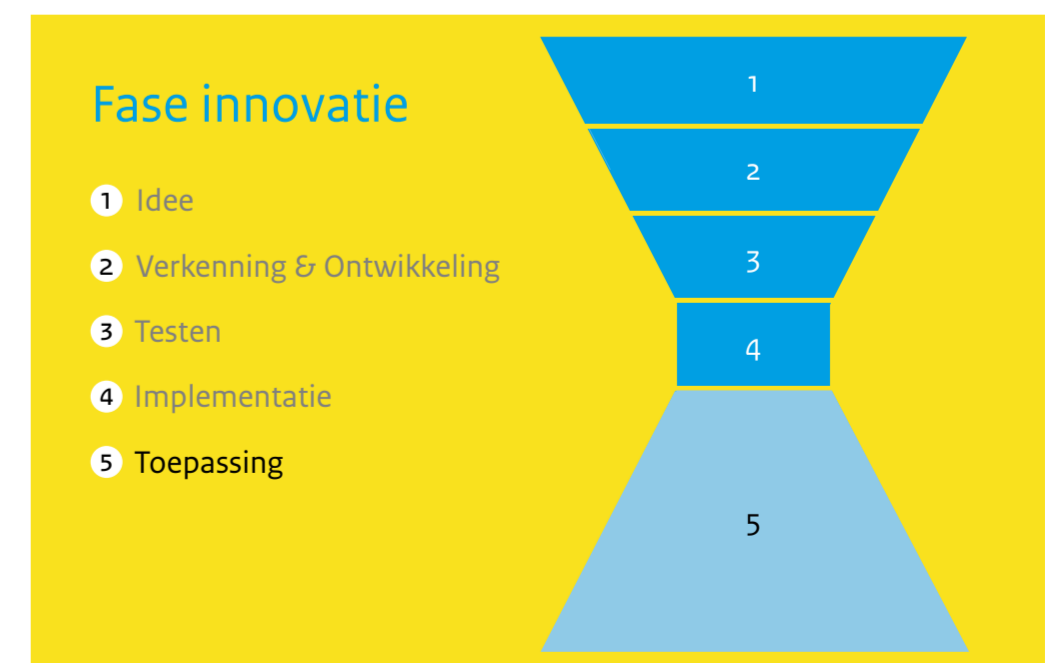 Fase innovatie
1 Idee
2 Verkenning & Ontwikkeling
3 Testen
4 Implementatie
5 Toepassing
1
2
3
4
5